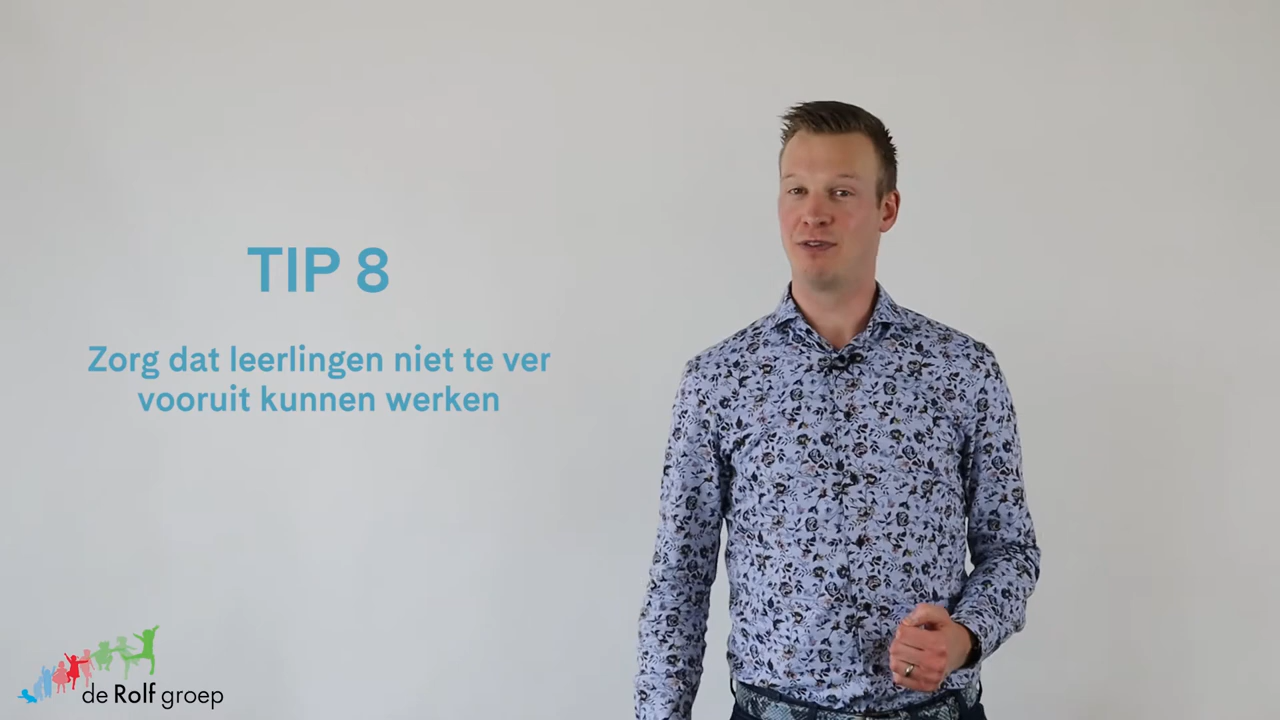 TIP 8
Zorg dat leerlingen niet te ver
vooruit kunnen werken
de Rolf groep